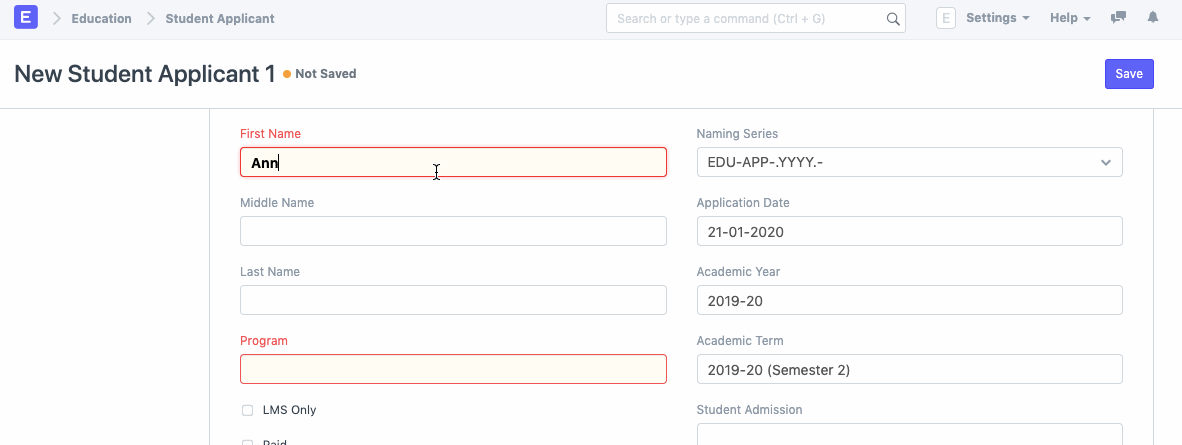 E Education Student Applicant Search or type a command (Ctrl + G) E Settings Help
New Student Applicant 1 Not Saved Save
First Name
Ann
Middle Name
Last Name
Program
LMS Only
Paid
Naming Series
EDU-APP-.YYYY.-
Application Date
21-01-2020
Academic Year
2019-20
Academic Term
2019-20 (Semester 2)
Student Admission